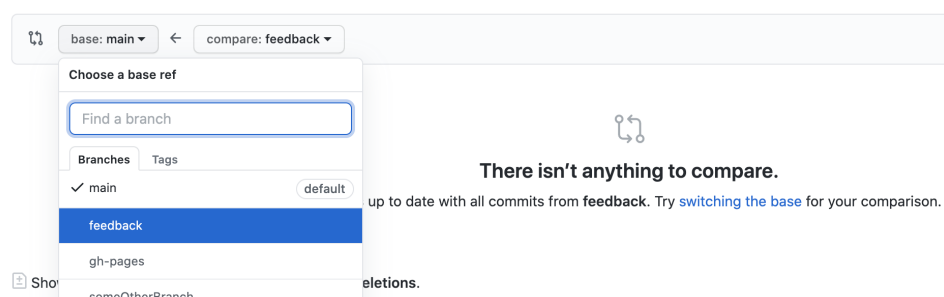 base: main compare: feedback
Choose a base ref
Find a branch
Branches Tags
main default
feedback
gh-pages
someOtherBranch
There isn’t anything to compare.
up to date with all commits from feedback. Try switching the base for your comparison.
Show
eletions.